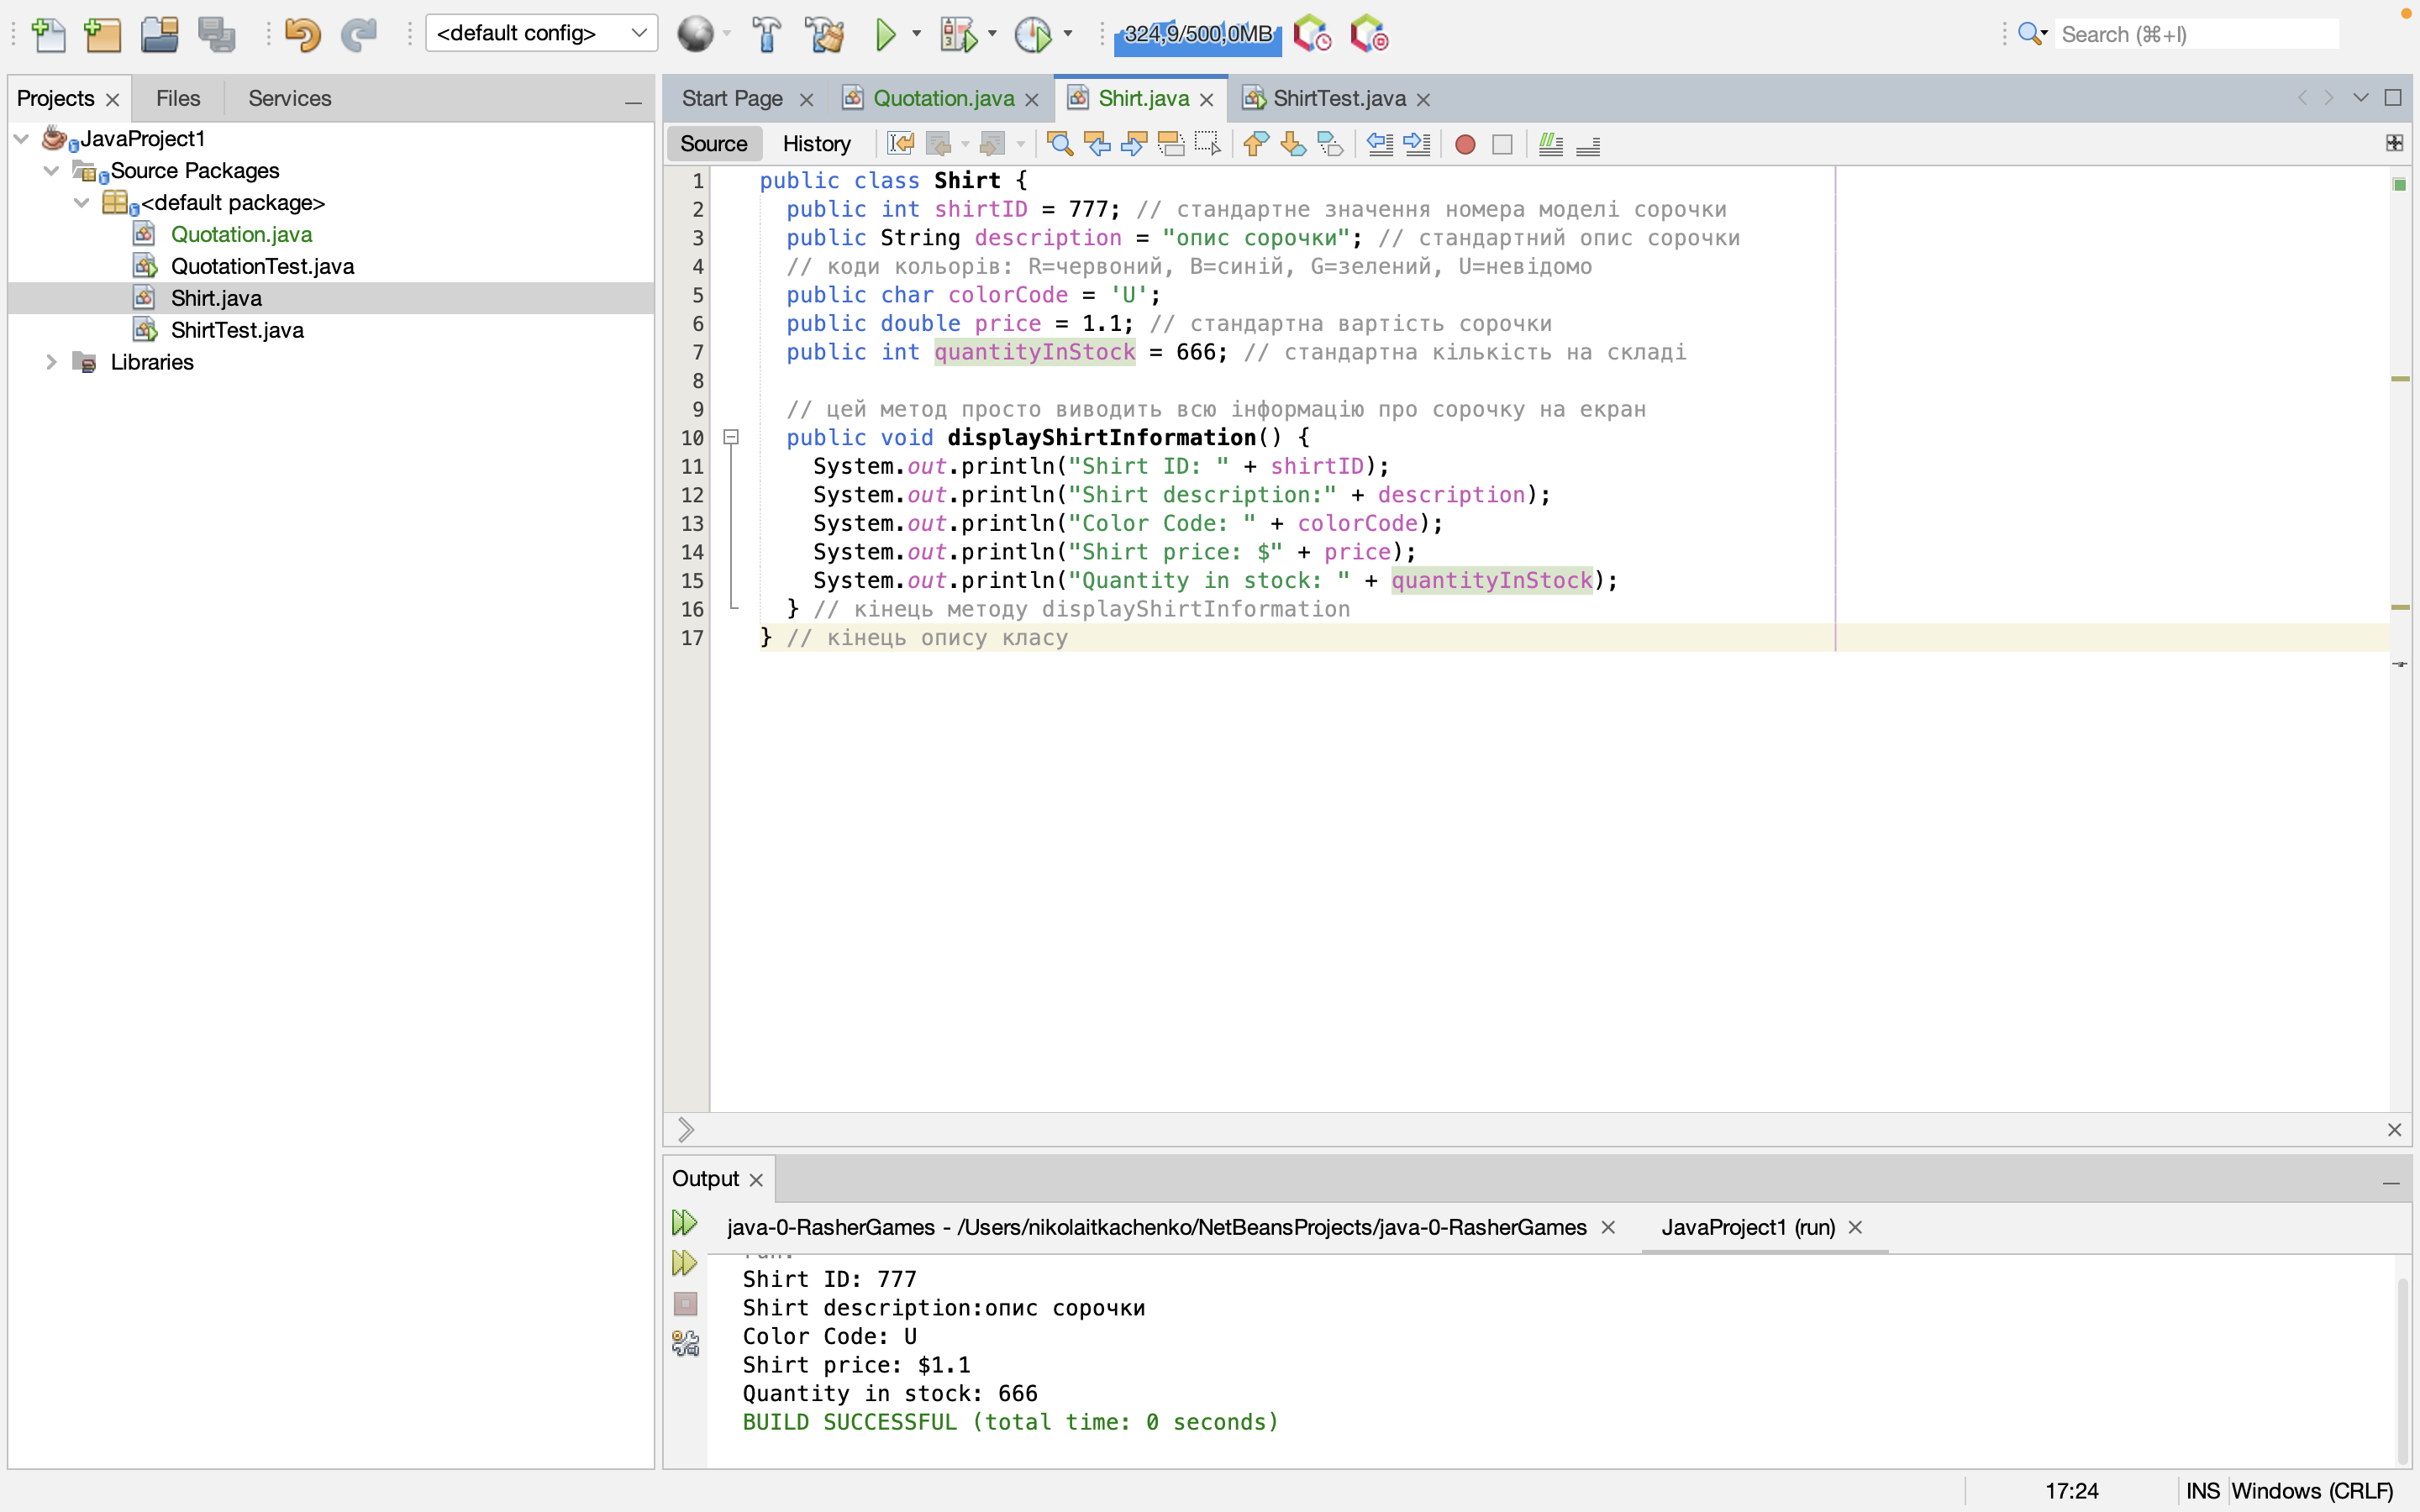 <default config>
324,9/500,0MB
Search (⌘+I)
Projects
Files
Services
JavaProject1
Source Packages
<default package>
Quotation.java
QuotationTest.java
Shirt.java
ShirtTest.java
Libraries
Start Page
Quotation.java
Shirt.java
ShirtTest.java
Source
History
1 public class Shirt {
2 public int shirtID = 777; // стандартне значення номера моделі сорочки
3 public String description = "опис сорочки"; // стандартний опис сорочки
4 // коди кольорів: R=червоний, B=синій, G=зелений, U=невідомо
5 public char colorCode = 'U';
6 public double price = 1.1; // стандартна вартість сорочки
7 public int quantityInStock = 666; // стандартна кількість на складі
8
9 // цей метод просто виводить всю інформацію про сорочку на екран
10 public void displayShirtInformation() {
11 System.out.println("Shirt ID: " + shirtID);
12 System.out.println("Shirt description:" + description);
13 System.out.println("Color Code: " + colorCode);
14 System.out.println("Shirt price: $" + price);
15 System.out.println("Quantity in stock: " + quantityInStock);
16 } // кінець методу displayShirtInformation
17 } // кінець опису класу
Output
java-0-RasherGames - /Users/nikolaitkachenko/NetBeansProjects/java-0-RasherGames
JavaProject1 (run)
run:
Shirt ID: 777
Shirt description:опис сорочки
Color Code: U
Shirt price: $1.1
Quantity in stock: 666
BUILD SUCCESSFUL (total time: 0 seconds)
17:24
INS
Windows (CRLF)